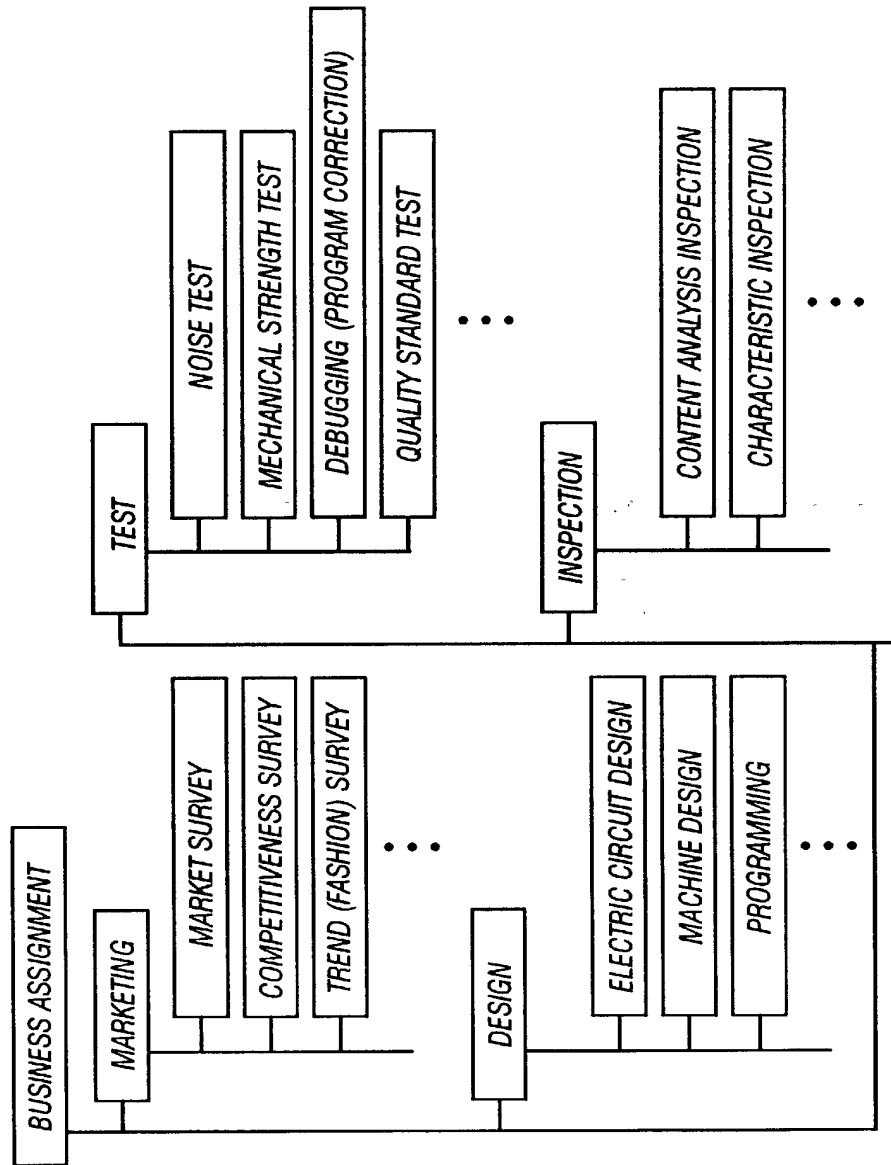 BUSINESS ASSIGNMENT
MARKETING
MARKET SURVEY
COMPETITIVENESS SURVEY
TREND (FASHION) SURVEY
• • •
DESIGN
ELECTRIC CIRCUIT DESIGN
MACHINE DESIGN
PROGRAMMING
• • •
TEST
NOISE TEST
MECHANICAL STRENGTH TEST
DEBUGGING (PROGRAM CORRECTION)
QUALITY STANDARD TEST
• • •
INSPECTION
CONTENT ANALYSIS INSPECTION
CHARACTERISTIC INSPECTION
• • •